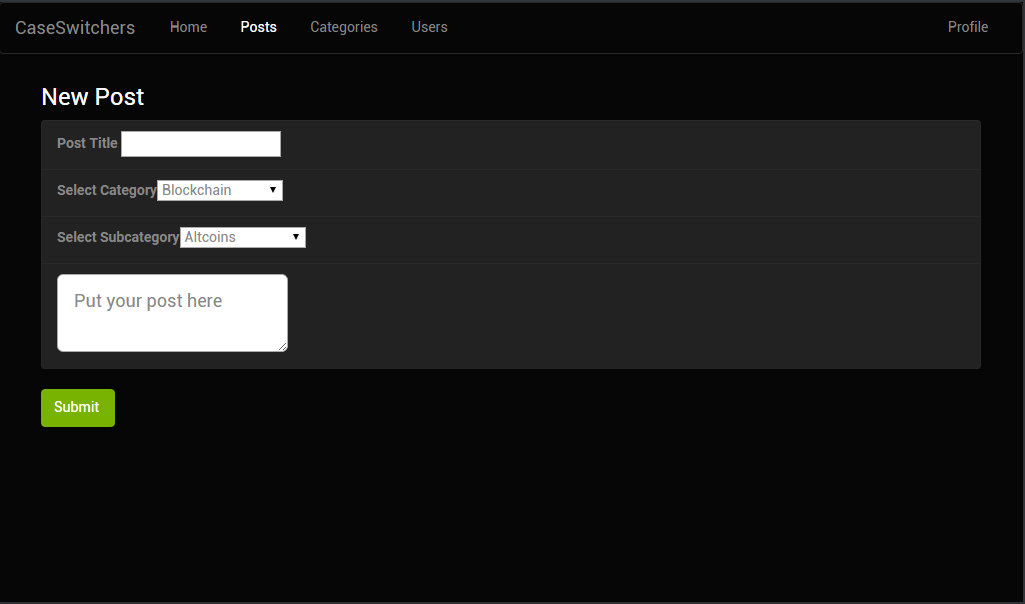 CaseSwitchers Home Posts Categories Users Profile
New Post
Post Title
Select Category Blockchain
Select Subcategory Altcoins
Put your post here
Submit